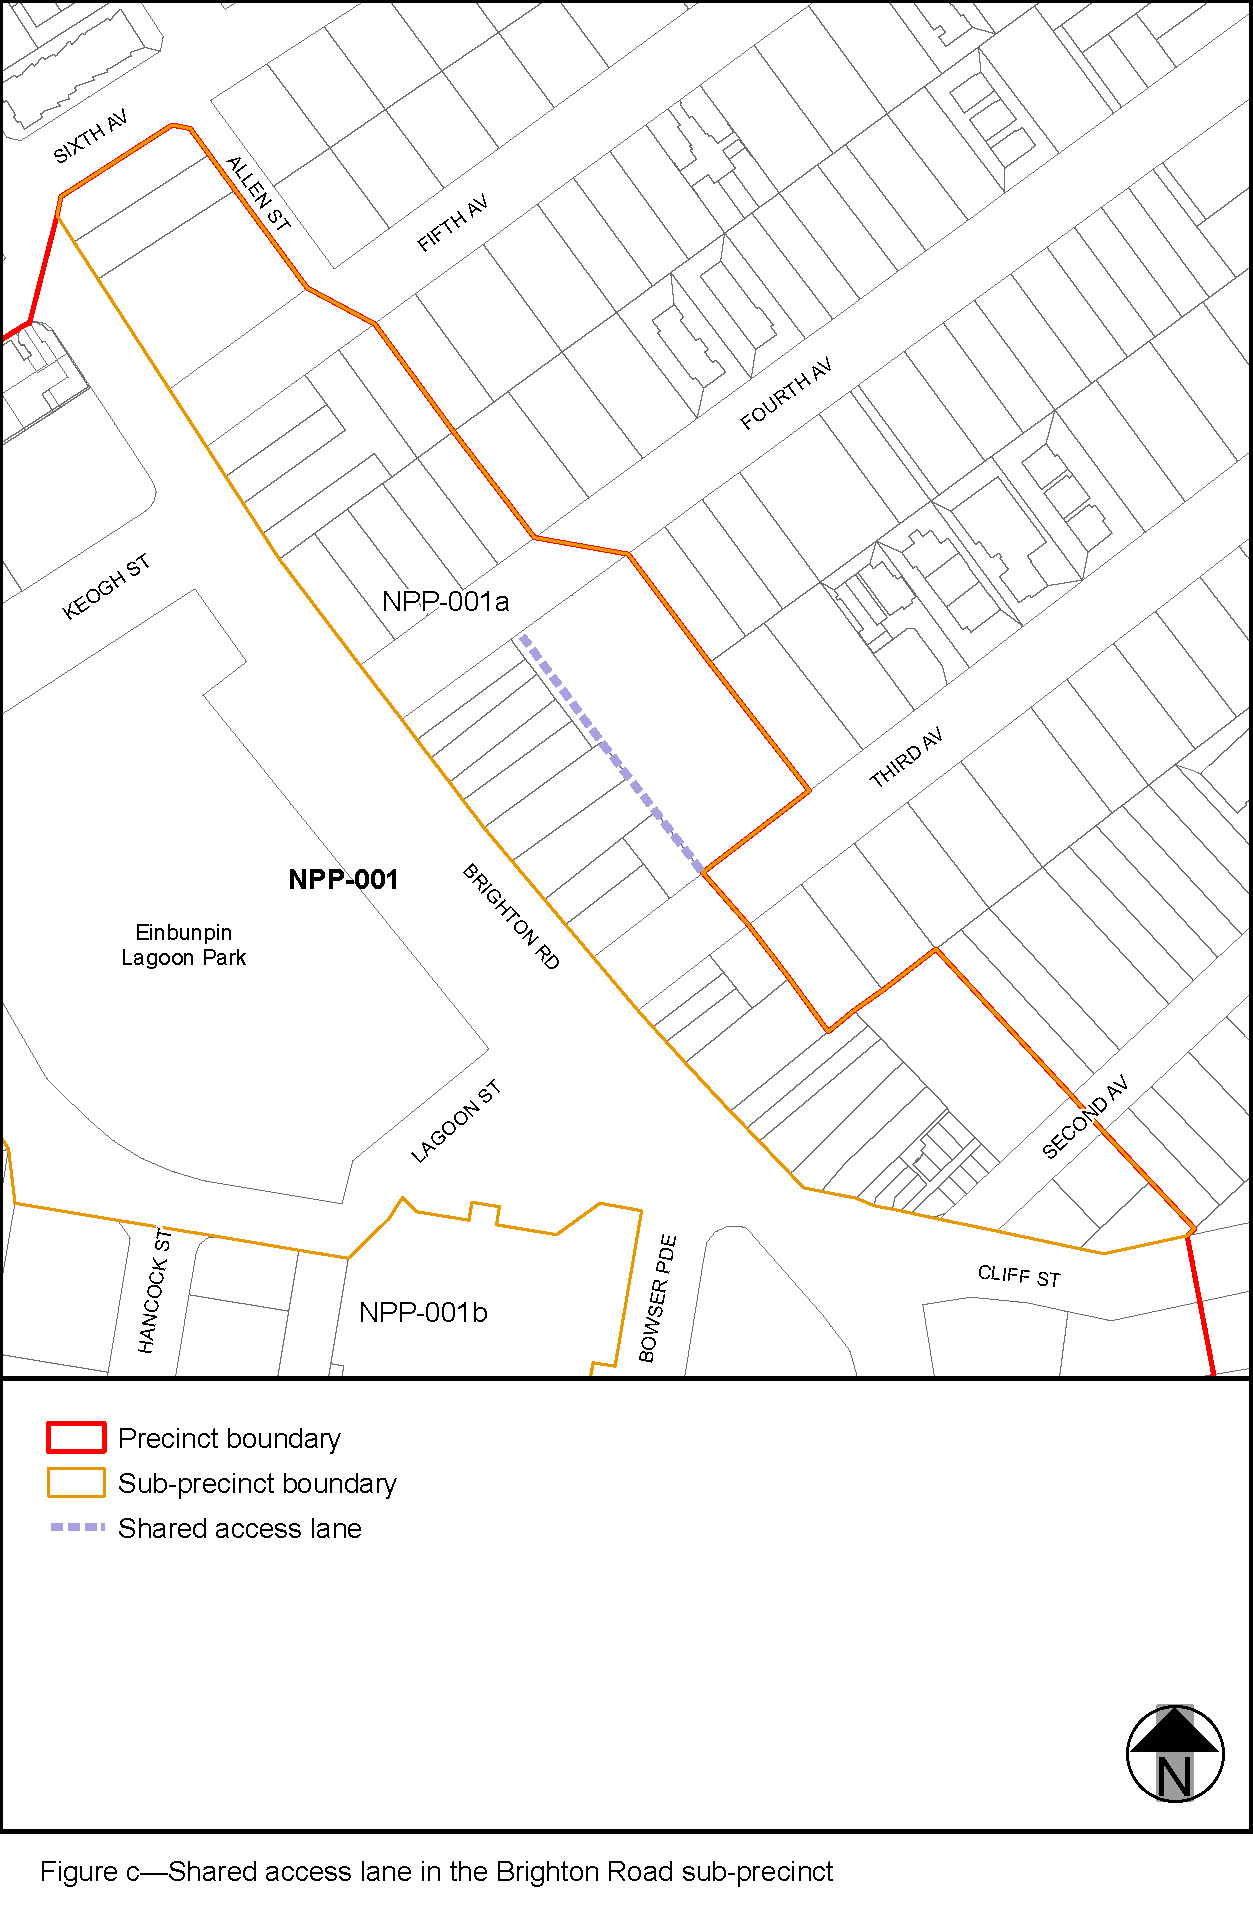 SIXTH AV
ALLEN ST
FIFTH AV
FOURTH AV
KEOGH ST
NPP-001a
THIRD AV
NPP-001
BRIGHTON RD
Einbunpin
Lagoon Park
LAGOON ST
SECOND AV
HANCOCK ST
BOWSER PDE
CLIFF ST
NPP-001b
Precinct boundary
Sub-precinct boundary
Shared access lane
N
Figure c—Shared access lane in the Brighton Road sub-precinct